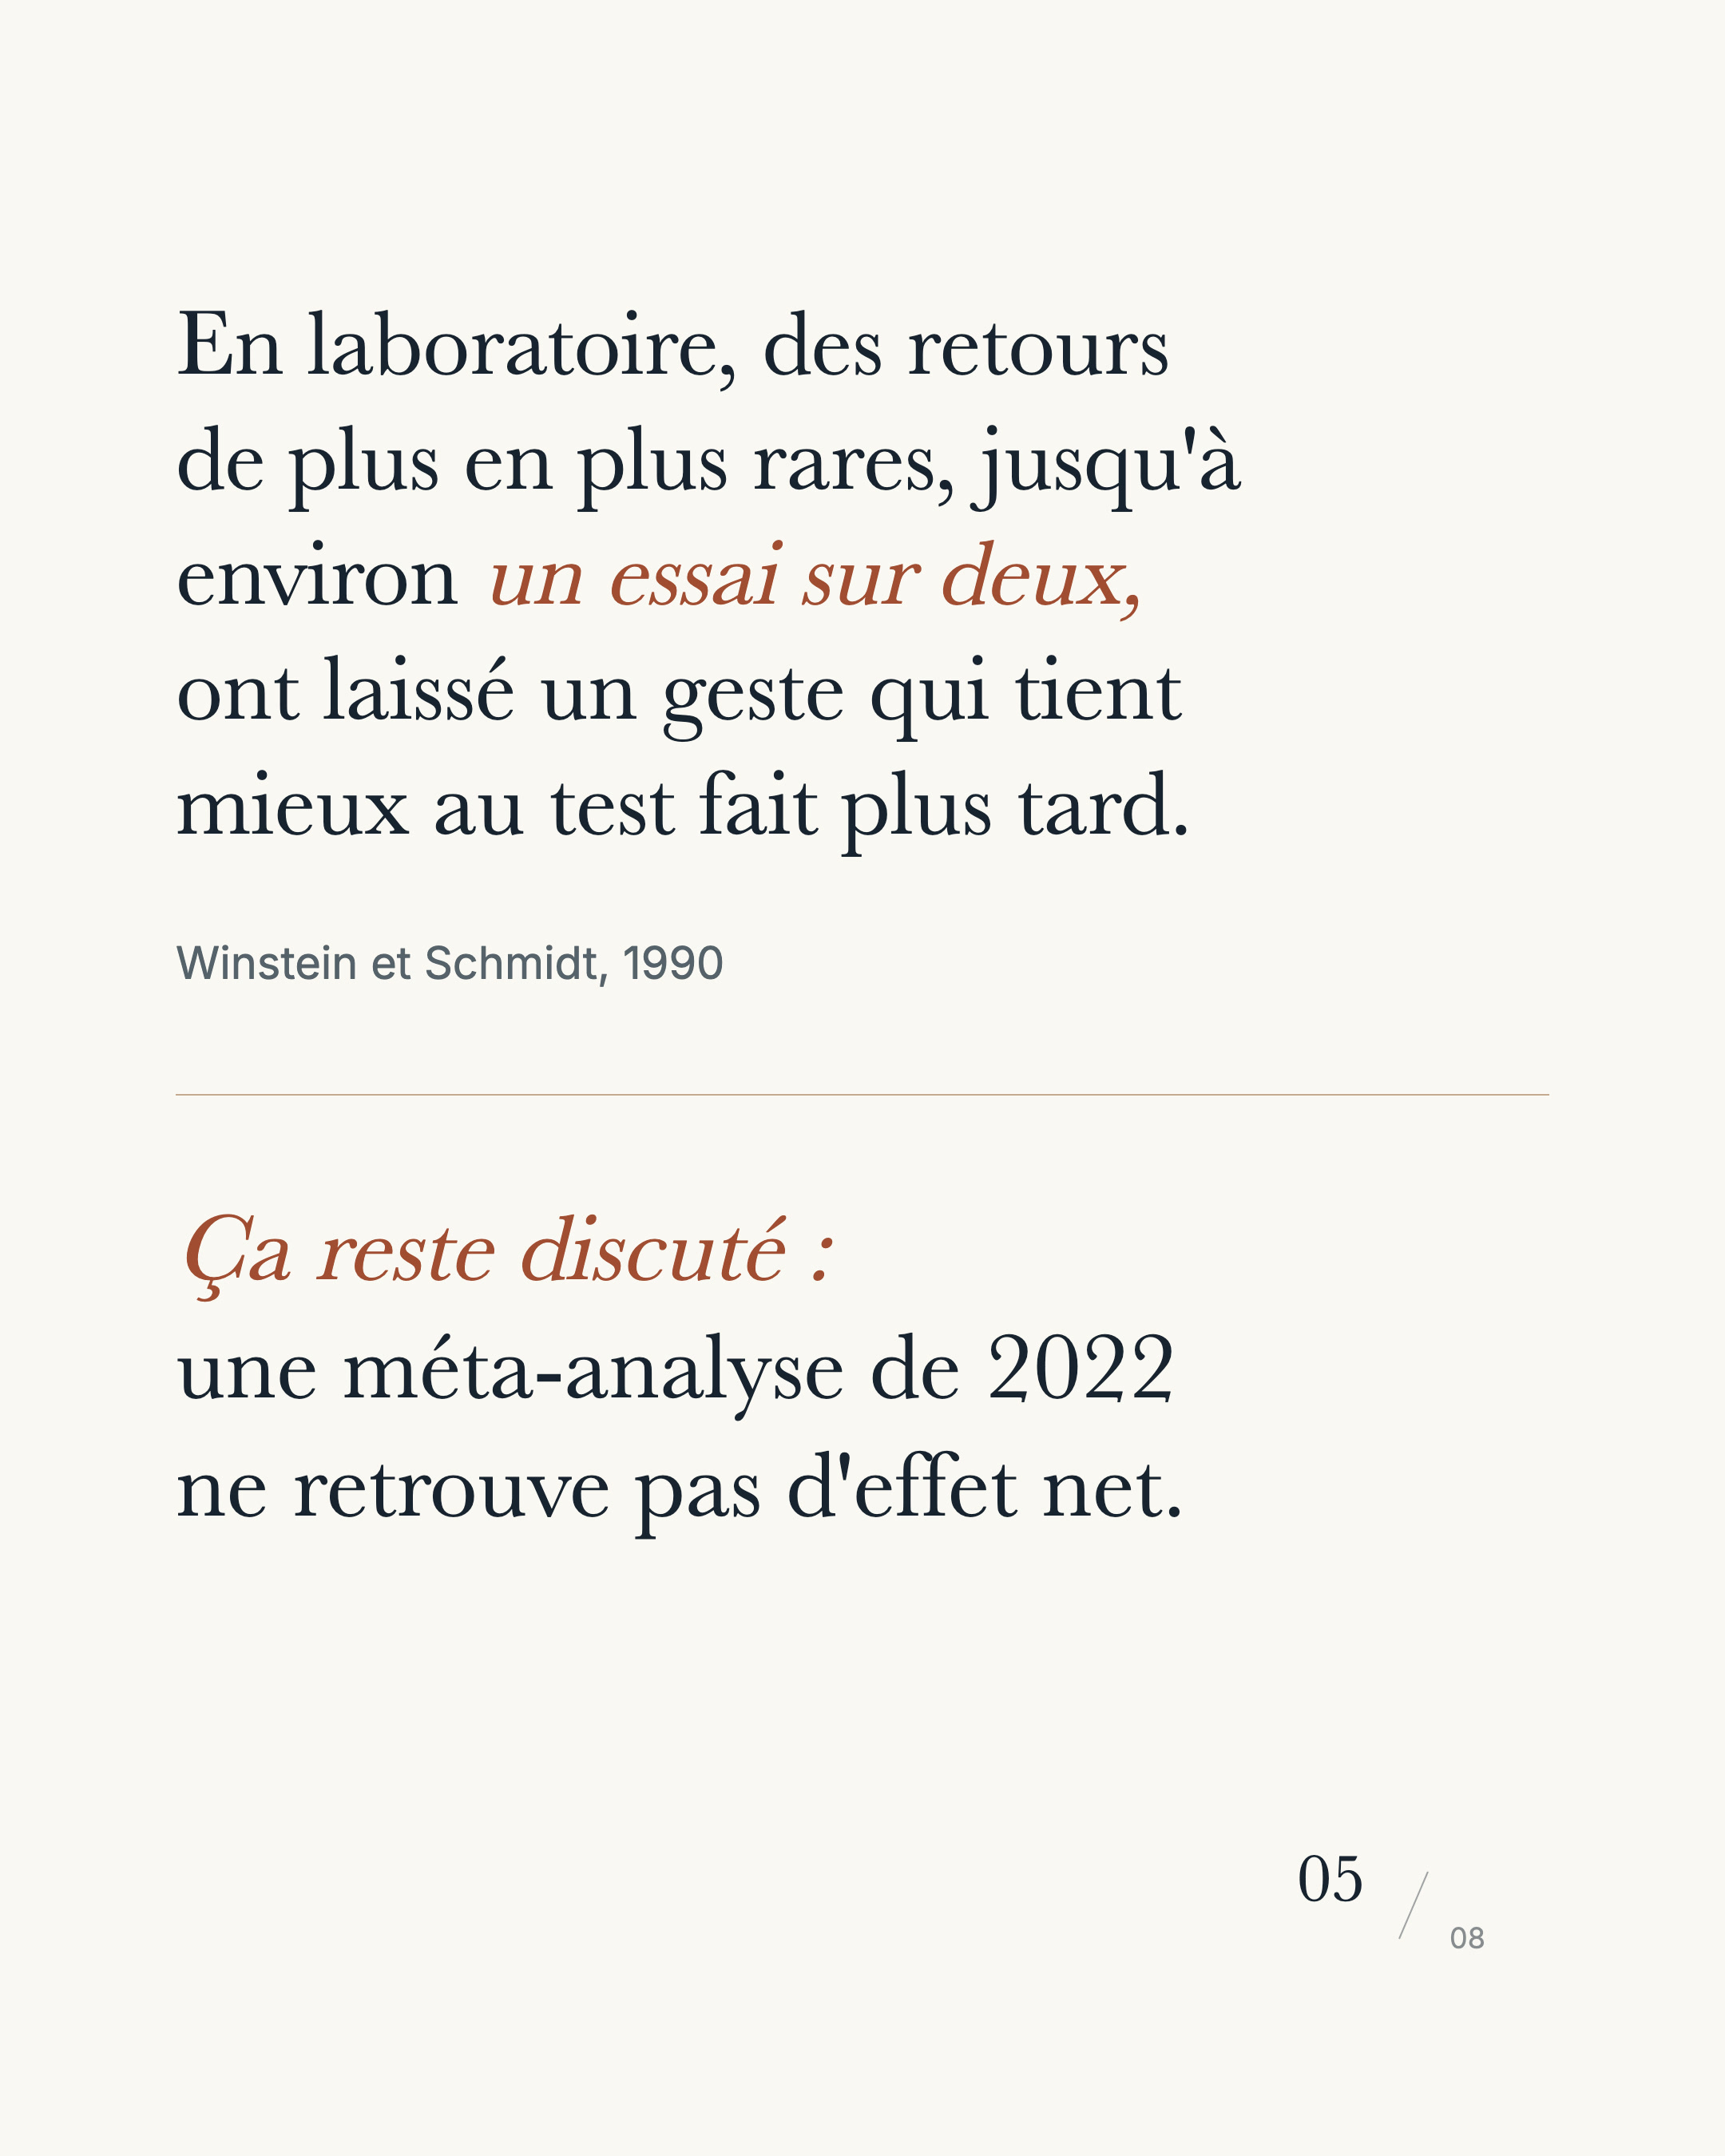 En laboratoire, des retours
de plus en plus rares, jusqu'à
environ un essai sur deux,
ont laissé un geste qui tient
mieux au test fait plus tard.
Winstein et Schmidt, 1990
Ça reste discuté :
une méta-analyse de 2022
ne retrouve pas d'effet net.
05 / 08